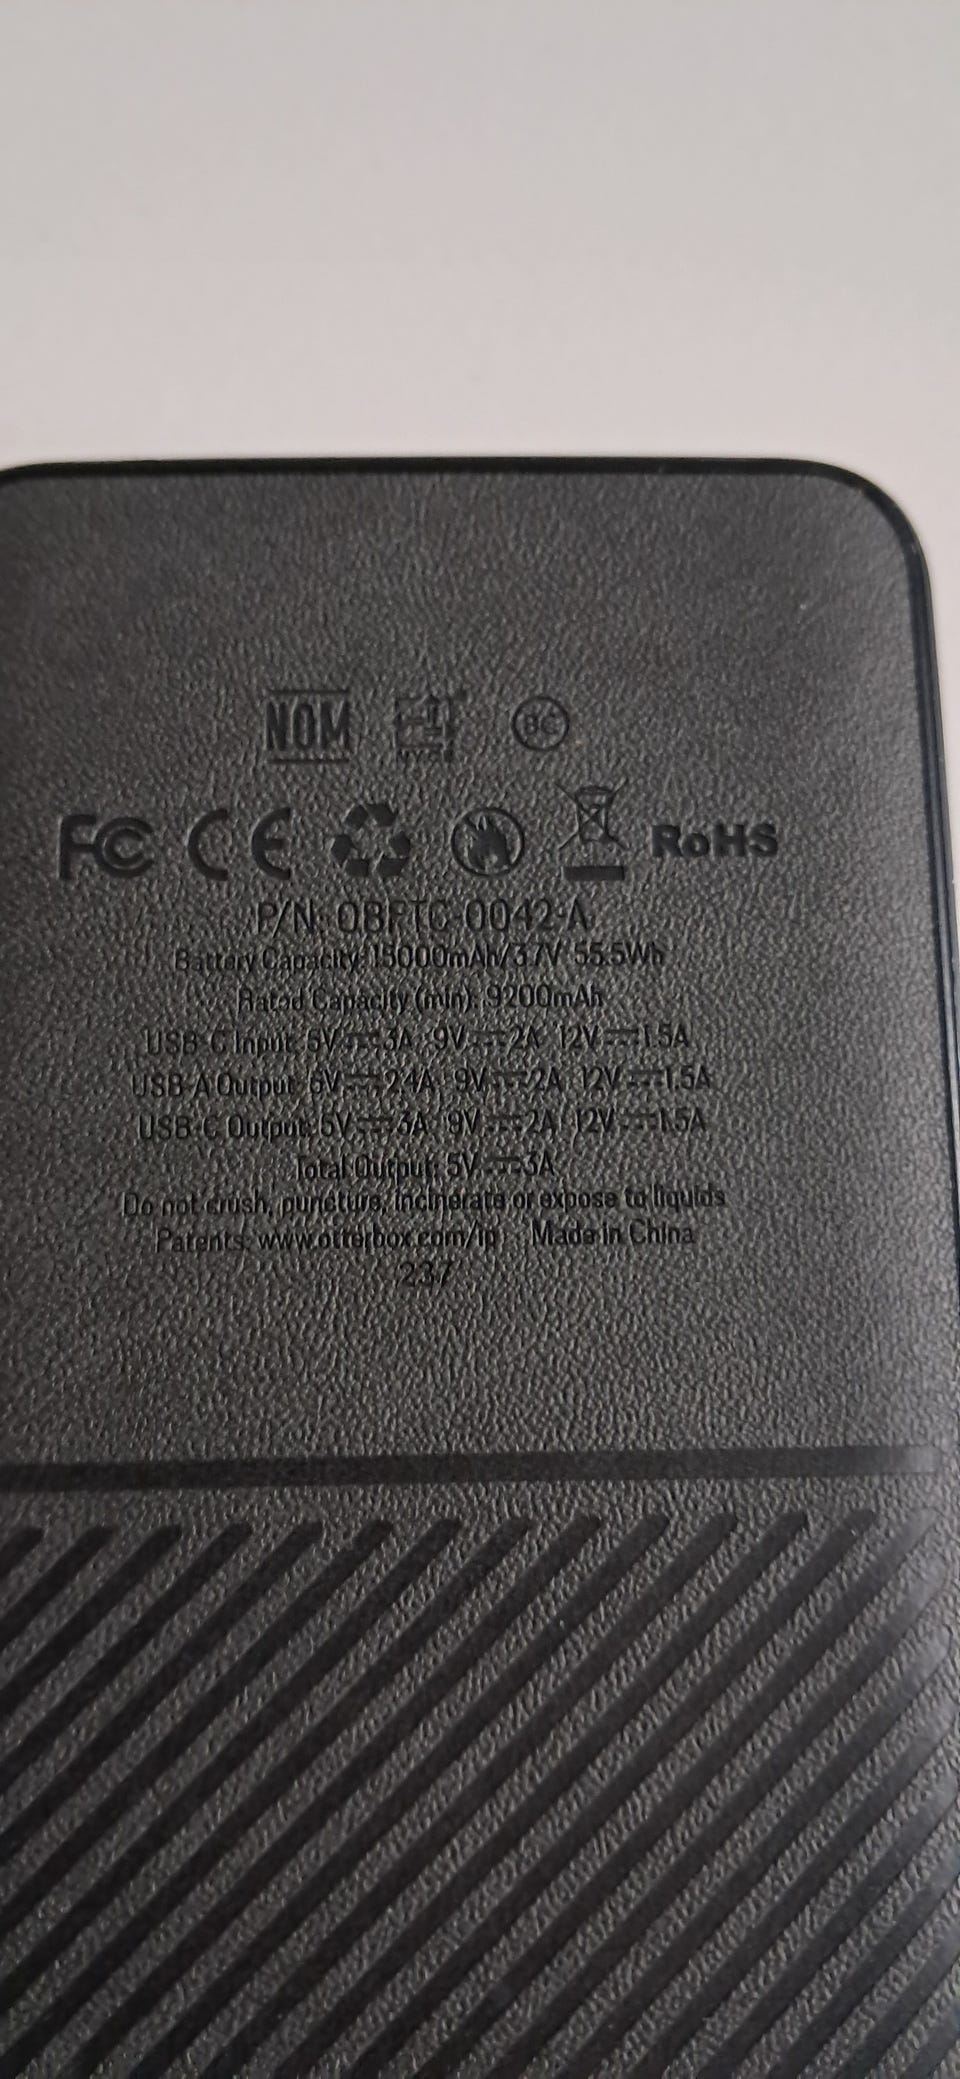 NOM BC
FC CE RoHS
P/N: OBFTC-0042-A
Battery Capacity: 15000mAh/3.7V 55.5Wh
Rated Capacity (min): 9200mAh
USB-C Input: 5V⎓3A 9V⎓2A 12V⎓1.5A
USB-A Output: 5V⎓2.4A 9V⎓2A 12V⎓1.5A
USB-C Output: 5V⎓3A 9V⎓2A 12V⎓1.5A
Total Output: 5V⎓3A
Do not crush, puncture, incinerate or expose to liquids
Patents: www.otterbox.com/ip Made in China
237